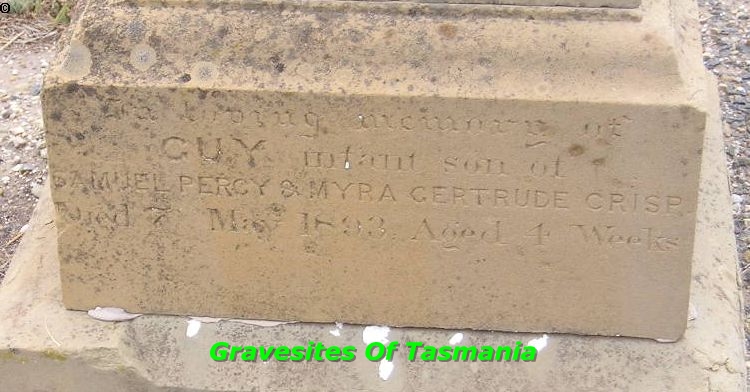 In loving memory of
GUY infant son of
SAMUEL PERCY & MYRA GERTRUDE CRISP
Died 7th May 1893, Aged 4 Weeks
Gravesites Of Tasmania
©